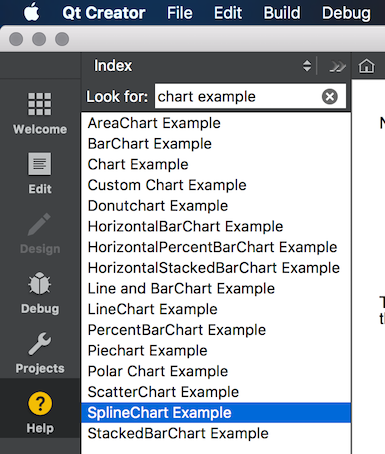 Qt Creator File Edit Build Debug
Index
Look for: chart example
Welcome
Edit
Design
Debug
Projects
Help
AreaChart Example
BarChart Example
Chart Example
Custom Chart Example
Donutchart Example
HorizontalBarChart Example
HorizontalPercentBarChart Example
HorizontalStackedBarChart Example
Line and BarChart Example
LineChart Example
PercentBarChart Example
Piechart Example
Polar Chart Example
ScatterChart Example
SplineChart Example
StackedBarChart Example